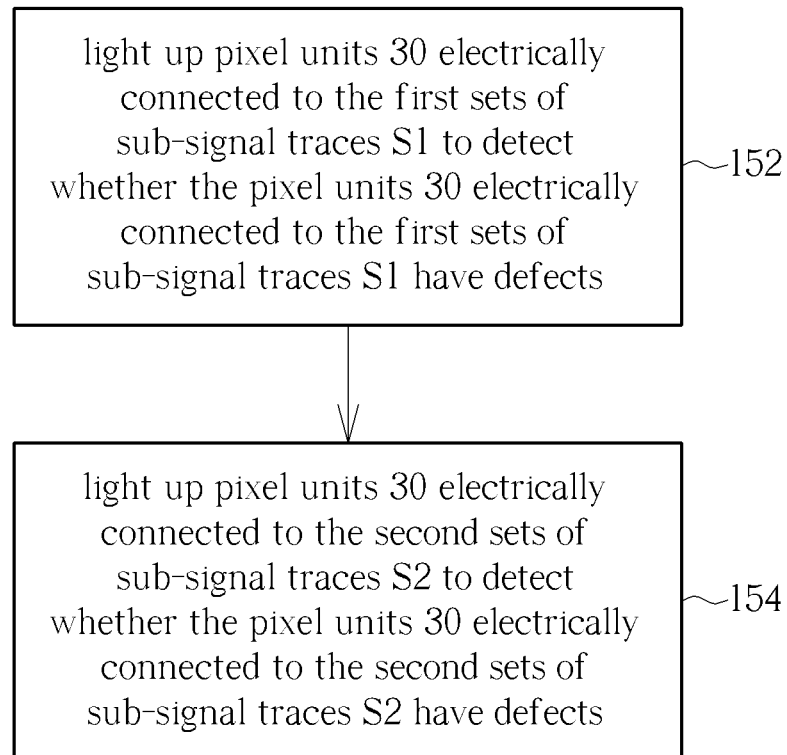 light up pixel units 30 electrically
connected to the first sets of
sub-signal traces S1 to detect
whether the pixel units 30 electrically
connected to the first sets of
sub-signal traces S1 have defects
152
light up pixel units 30 electrically
connected to the second sets of
sub-signal traces S2 to detect
whether the pixel units 30 electrically
connected to the second sets of
sub-signal traces S2 have defects
154